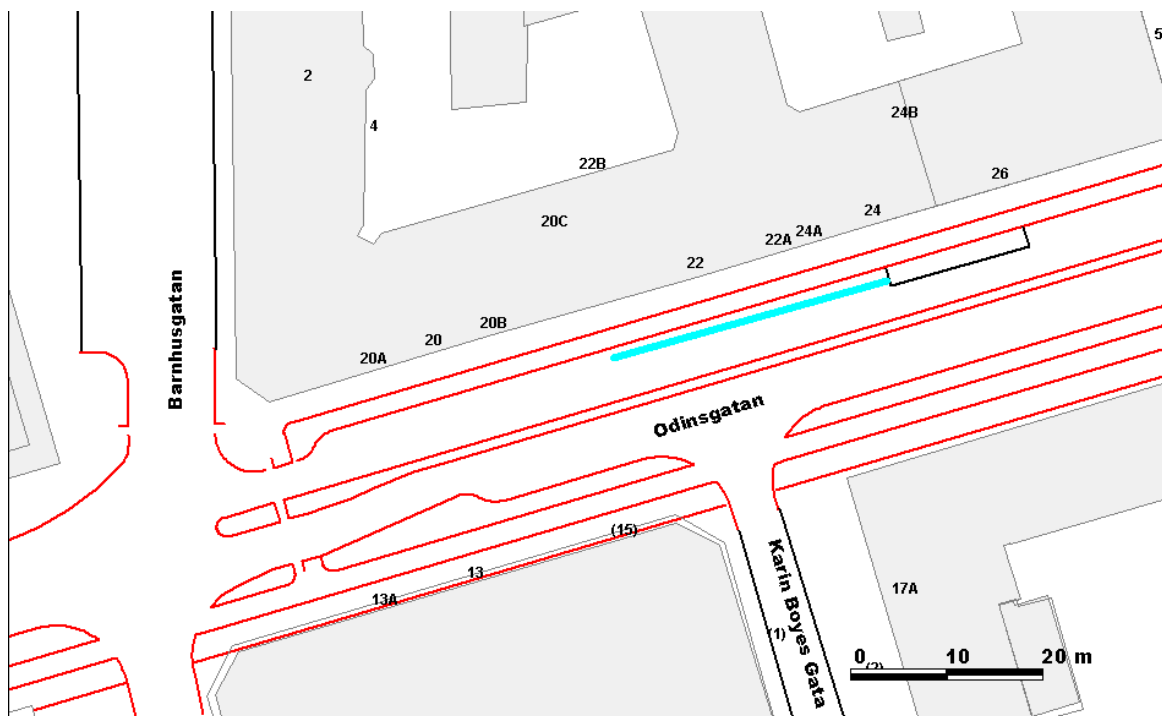 5
2
24B
4
22B
26
24
20C
24A
22A
22
20B
20
20A
Barnhusgatan
Odinsgatan
(15)
13
13A
Karin Boyes Gata
17A
(1)
0 10 20 m
(2)